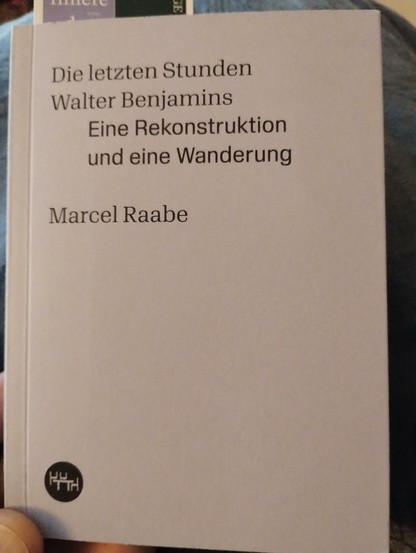 Die letzten Stunden
Walter Benjamins
Eine Rekonstruktion
und eine Wanderung
Marcel Raabe